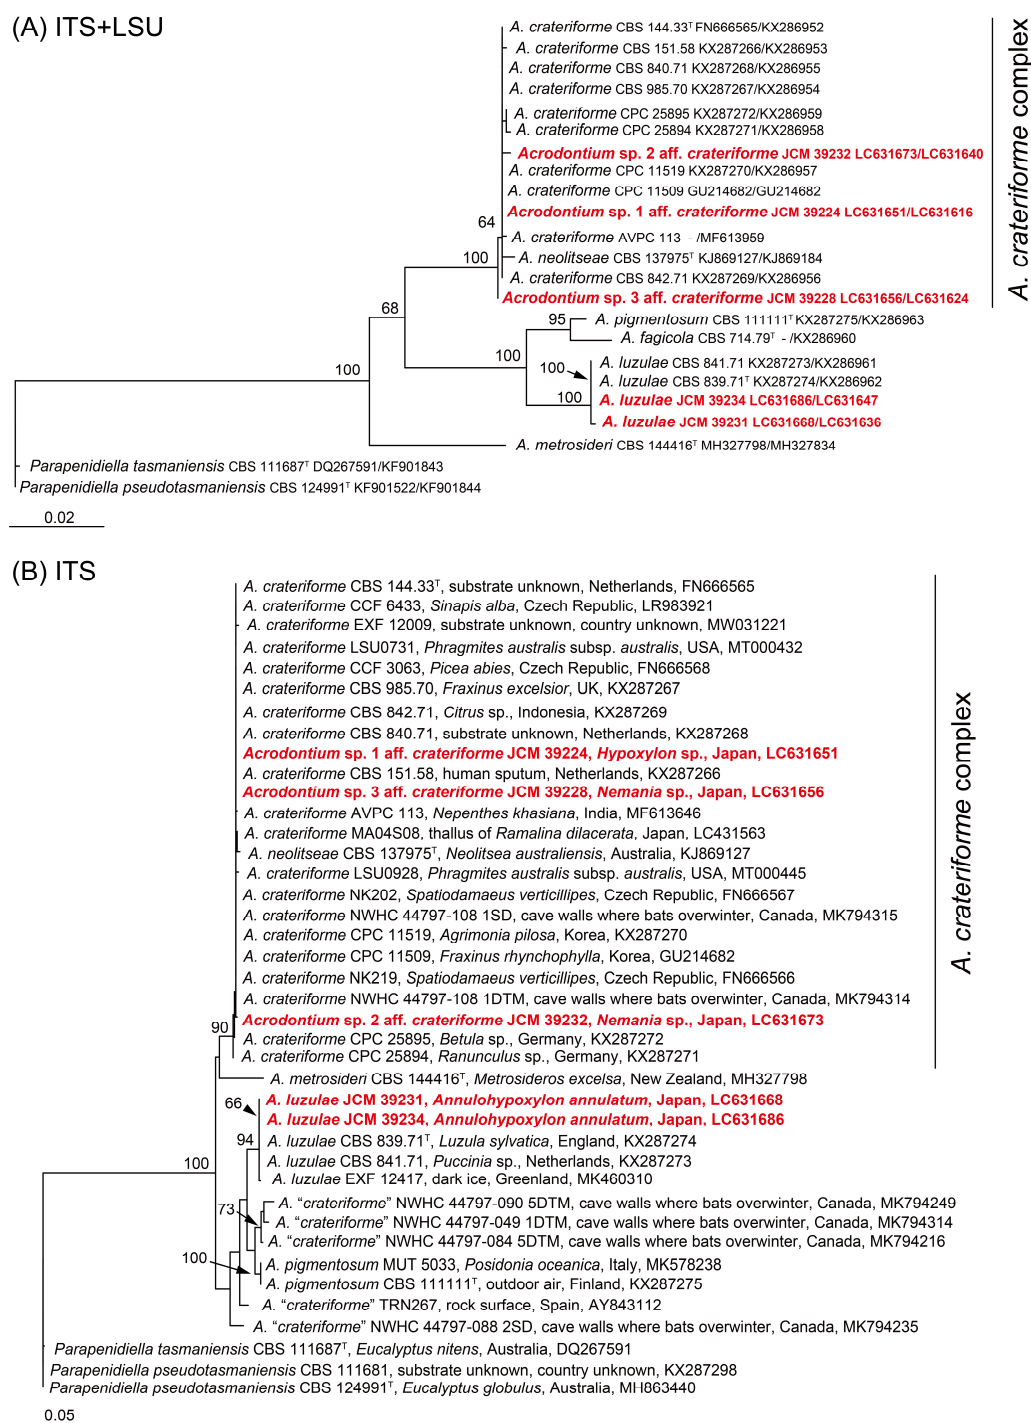 (A) ITS+LSU
A. crateriforme CBS 144.33T FN666565/KX286952
A. crateriforme CBS 151.58 KX287266/KX286953
A. crateriforme CBS 840.71 KX287268/KX286955
A. crateriforme CBS 985.70 KX287267/KX286954
A. crateriforme CPC 25895 KX287272/KX286959
A. crateriforme CPC 25894 KX287271/KX286958
Acrodontium sp. 2 aff. crateriforme JCM 39232 LC631673/LC631640
A. crateriforme CPC 11519 KX287270/KX286957
A. crateriforme CPC 11509 GU214682/GU214682
Acrodontium sp. 1 aff. crateriforme JCM 39224 LC631651/LC631616
64
A. crateriforme AVPC 113 - /MF613959
A. neolitseae CBS 137975T KJ869127/KJ869184
100
A. crateriforme CBS 842.71 KX287269/KX286956
Acrodontium sp. 3 aff. crateriforme JCM 39228 LC631656/LC631624
A. crateriforme complex
68
95
A. pigmentosum CBS 111111T KX287275/KX286963
A. fagicola CBS 714.79T - /KX286960
100
A. luzulae CBS 841.71 KX287273/KX286961
100
100
A. luzulae CBS 839.71T KX287274/KX286962
100
A. luzulae JCM 39234 LC631686/LC631647
A. luzulae JCM 39231 LC631668/LC631636
A. metrosideri CBS 144416T MH327798/MH327834
Parapenidiella tasmaniensis CBS 111687T DQ267591/KF901843
Parapenidiella pseudotasmaniensis CBS 124991T KF901522/KF901844
0.02
(B) ITS
A. crateriforme CBS 144.33T, substrate unknown, Netherlands, FN666565
A. crateriforme CCF 6433, Sinapis alba, Czech Republic, LR983921
A. crateriforme EXF 12009, substrate unknown, country unknown, MW031221
A. crateriforme LSU0731, Phragmites australis subsp. australis, USA, MT000432
A. crateriforme CCF 3063, Picea abies, Czech Republic, FN666568
A. crateriforme CBS 985.70, Fraxinus excelsior, UK, KX287267
A. crateriforme CBS 842.71, Citrus sp., Indonesia, KX287269
A. crateriforme CBS 840.71, substrate unknown, Netherlands, KX287268
Acrodontium sp. 1 aff. crateriforme JCM 39224, Hypoxylon sp., Japan, LC631651
A. crateriforme CBS 151.58, human sputum, Netherlands, KX287266
Acrodontium sp. 3 aff. crateriforme JCM 39228, Nemania sp., Japan, LC631656
A. crateriforme AVPC 113, Nepenthes khasiana, India, MF613646
A. crateriforme MA04S08, thallus of Ramalina dilacerata, Japan, LC431563
A. neolitseae CBS 137975T, Neolitsea australiensis, Australia, KJ869127
A. crateriforme LSU0928, Phragmites australis subsp. australis, USA, MT000445
A. crateriforme NK202, Spatiodamaeus verticillipes, Czech Republic, FN666567
A. crateriforme NWHC 44797-108 1SD, cave walls where bats overwinter, Canada, MK794315
A. crateriforme CPC 11519, Agrimonia pilosa, Korea, KX287270
A. crateriforme CPC 11509, Fraxinus rhynchophylla, Korea, GU214682
A. crateriforme NK219, Spatiodamaeus verticillipes, Czech Republic, FN666566
A. crateriforme NWHC 44797-108 1DTM, cave walls where bats overwinter, Canada, MK794314
Acrodontium sp. 2 aff. crateriforme JCM 39232, Nemania sp., Japan, LC631673
90
A. crateriforme CPC 25895, Betula sp., Germany, KX287272
A. crateriforme CPC 25894, Ranunculus sp., Germany, KX287271
A. crateriforme complex
A. metrosideri CBS 144416T, Metrosideros excelsa, New Zealand, MH327798
66
A. luzulae JCM 39231, Annulohypoxylon annulatum, Japan, LC631668
A. luzulae JCM 39234, Annulohypoxylon annulatum, Japan, LC631686
94
A. luzulae CBS 839.71T, Luzula sylvatica, England, KX287274
100
A. luzulae CBS 841.71, Puccinia sp., Netherlands, KX287273
A. luzulae EXF 12417, dark ice, Greenland, MK460310
A. “crateriforme” NWHC 44797-090 5DTM, cave walls where bats overwinter, Canada, MK794249
73
A. “crateriforme” NWHC 44797-049 1DTM, cave walls where bats overwinter, Canada, MK794314
A. “crateriforme” NWHC 44797-084 5DTM, cave walls where bats overwinter, Canada, MK794216
100
A. pigmentosum MUT 5033, Posidonia oceanica, Italy, MK578238
A. pigmentosum CBS 111111T, outdoor air, Finland, KX287275
A. “crateriforme” TRN267, rock surface, Spain, AY843112
A. “crateriforme” NWHC 44797-088 2SD, cave walls where bats overwinter, Canada, MK794235
Parapenidiella tasmaniensis CBS 111687T, Eucalyptus nitens, Australia, DQ267591
Parapenidiella pseudotasmaniensis CBS 111681, substrate unknown, country unknown, KX287298
Parapenidiella pseudotasmaniensis CBS 124991T, Eucalyptus globulus, Australia, MH863440
0.05